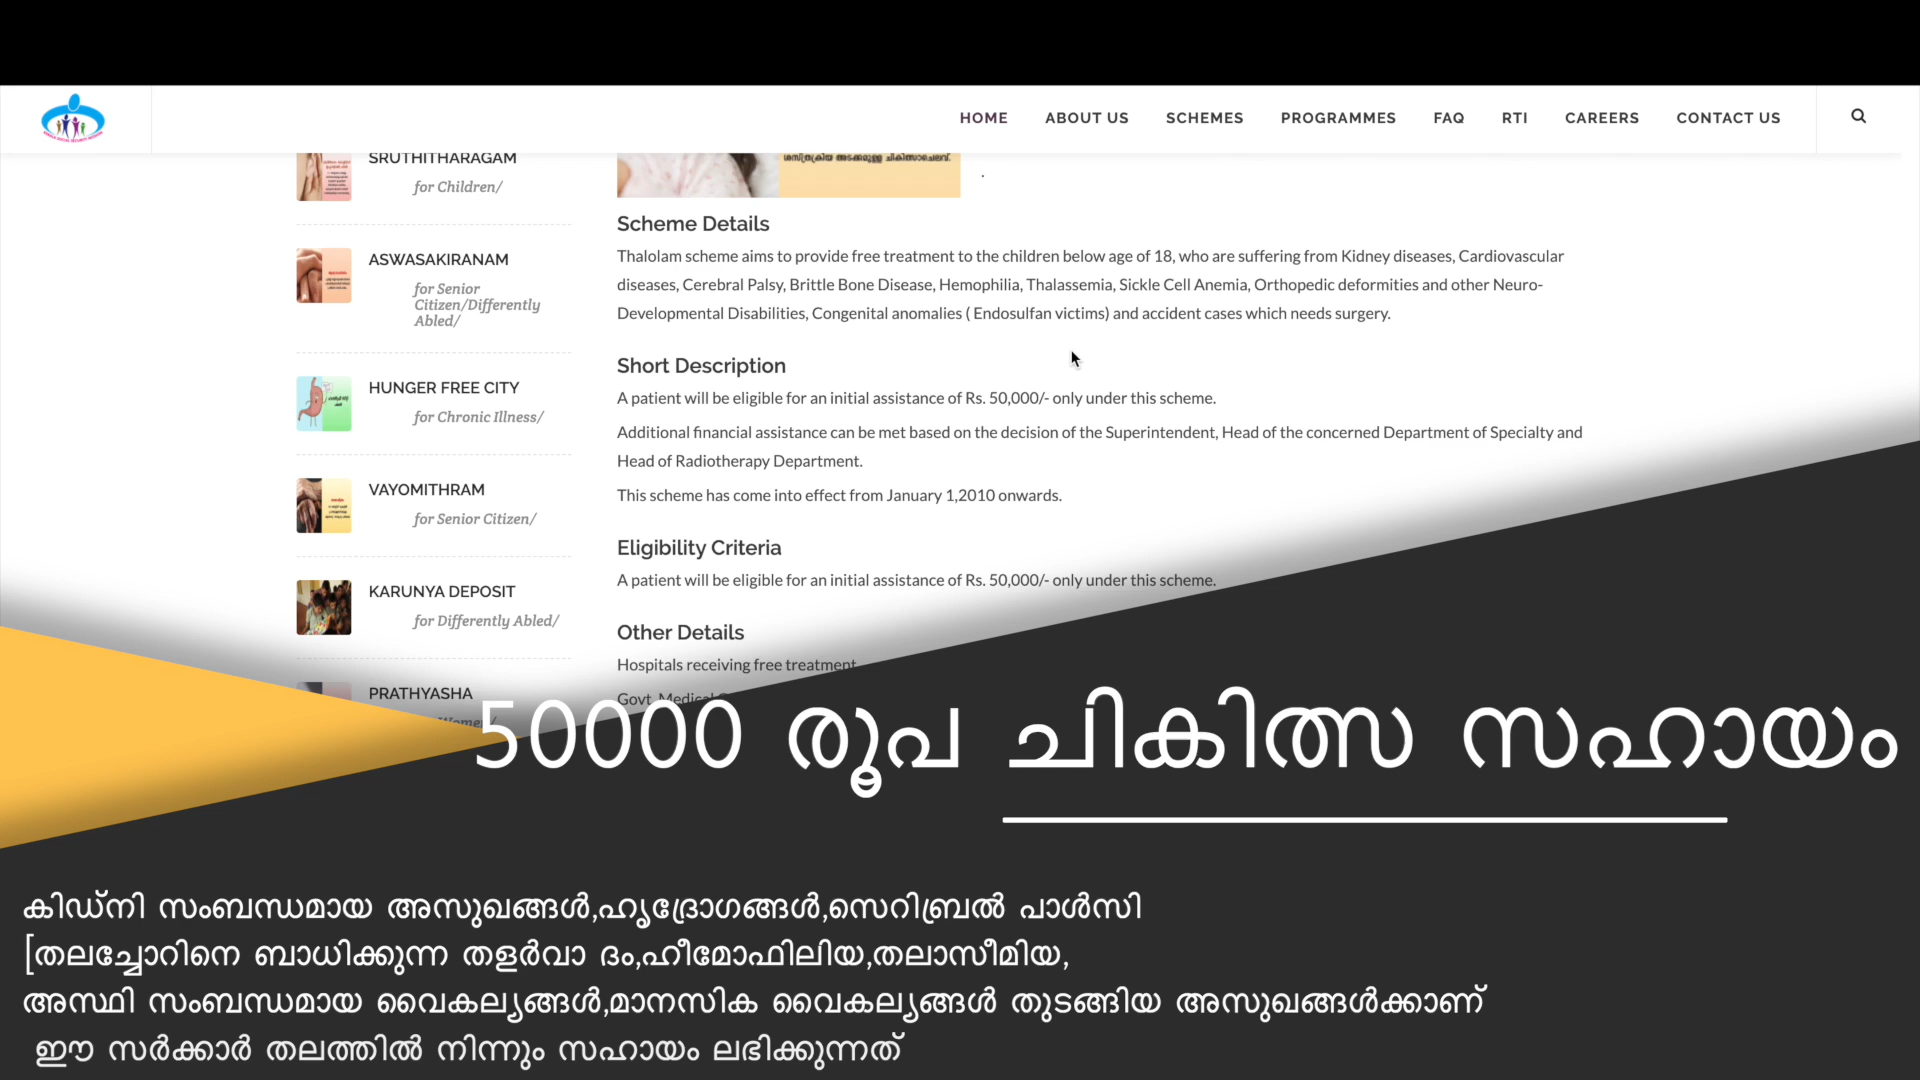 HOME ABOUT US SCHEMES PROGRAMMES FAQ RTI CAREERS CONTACT US
SRUTHITHARAGAM
for Children/
ASWASAKIRANAM
for Senior
Citizen/Differently
Abled/
HUNGER FREE CITY
for Chronic Illness/
VAYOMITHRAM
for Senior Citizen/
KARUNYA DEPOSIT
for Differently Abled/
PRATHYASHA
Women/
ശസ്ത്രക്രിയ അടക്കമുള്ള ചികിത്സാചെലവ്.
.
Scheme Details
Thalolam scheme aims to provide free treatment to the children below age of 18, who are suffering from Kidney diseases, Cardiovascular
diseases, Cerebral Palsy, Brittle Bone Disease, Hemophilia, Thalassemia, Sickle Cell Anemia, Orthopedic deformities and other Neuro-
Developmental Disabilities, Congenital anomalies ( Endosulfan victims) and accident cases which needs surgery.
Short Description
A patient will be eligible for an initial assistance of Rs. 50,000/- only under this scheme.
Additional financial assistance can be met based on the decision of the Superintendent, Head of the concerned Department of Specialty and
Head of Radiotherapy Department.
This scheme has come into effect from January 1,2010 onwards.
Eligibility Criteria
A patient will be eligible for an initial assistance of Rs. 50,000/- only under this scheme.
Other Details
Hospitals receiving free treatment
Govt. Medical
50000 രൂപ ചികിത്സ സഹായം
കിഡ്നി സംബന്ധമായ അസുഖങ്ങൾ,ഹൃദ്രോഗങ്ങൾ,സെറിബ്രൽ പാൾസി
[തലച്ചോറിനെ ബാധിക്കുന്ന തളർവാ ദം,ഹീമോഫിലിയ,തലാസീമിയ,
അസ്ഥി സംബന്ധമായ വൈകല്യങ്ങൾ,മാനസിക വൈകല്യങ്ങൾ തുടങ്ങിയ അസുഖങ്ങൾക്കാണ്
ഈ സർക്കാർ തലത്തിൽ നിന്നും സഹായം ലഭിക്കുന്നത്